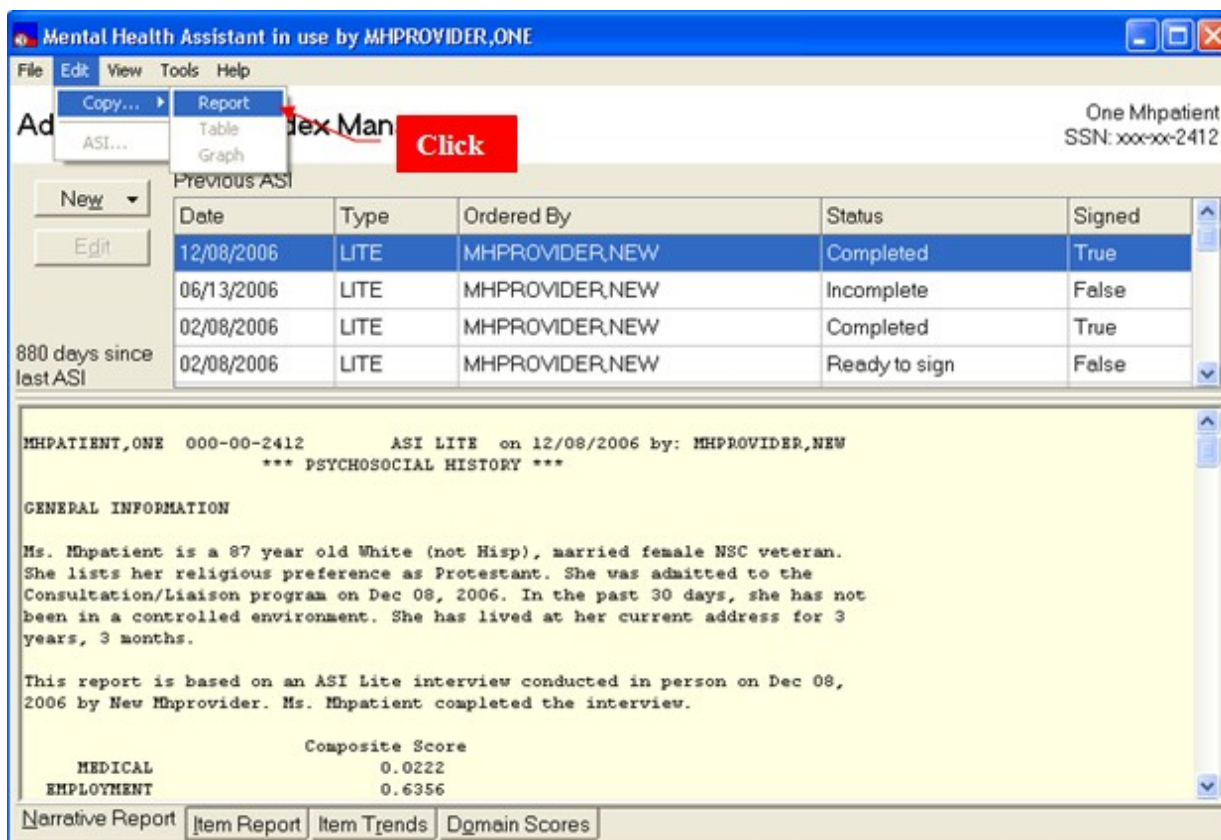 Mental Health Assistant in use by MHPROVIDER,ONE
File Edit View Tools Help
Copy... Report
Table
Graph
ASI...
Click
Ad dex Man
One Mhpatient
SSN: xxx-xx-2412
New
Edit
880 days since
last ASI
Previous ASI
Date Type Ordered By Status Signed
12/08/2006 LITE MHPROVIDER,NEW Completed True
06/13/2006 LITE MHPROVIDER,NEW Incomplete False
02/08/2006 LITE MHPROVIDER,NEW Completed True
02/08/2006 LITE MHPROVIDER,NEW Ready to sign False
MHPATIENT,ONE 000-00-2412 ASI LITE on 12/08/2006 by: MHPROVIDER,NEW
*** PSYCHOSOCIAL HISTORY ***
GENERAL INFORMATION
Ms. Mhpatient is a 87 year old White (not Hisp), married female NSC veteran.
She lists her religious preference as Protestant. She was admitted to the
Consultation/Liaison program on Dec 08, 2006. In the past 30 days, she has not
been in a controlled environment. She has lived at her current address for 3
years, 3 months.
This report is based on an ASI Lite interview conducted in person on Dec 08,
2006 by New Mhprovider. Ms. Mhpatient completed the interview.
Composite Score
MEDICAL 0.0222
EMPLOYMENT 0.6356
Narrative Report Item Report Item Trends Domain Scores